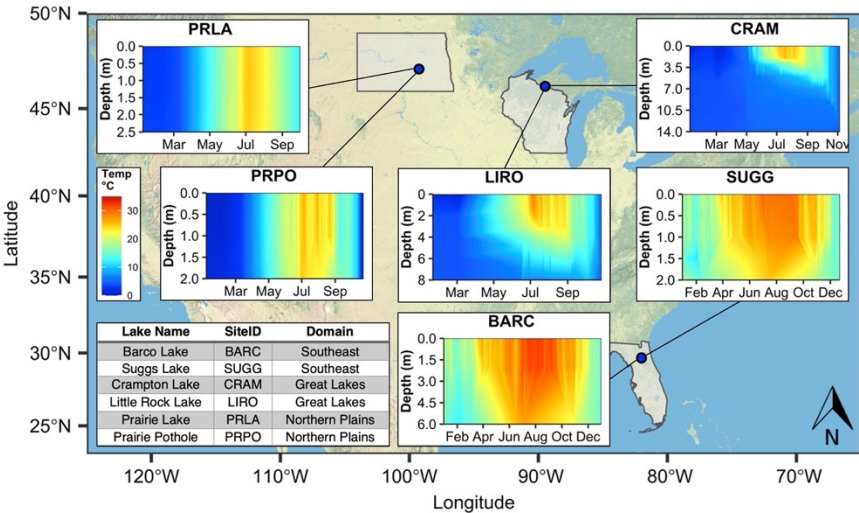 50°N
45°N
40°N
35°N
30°N
25°N
Latitude
120°W 110°W 100°W 90°W 80°W 70°W
Longitude
PRLA
Depth (m)
0.0
0.5
1.0
1.5
2.0
2.5
Mar May Jul Sep
CRAM
Depth (m)
0.0
3.5
7.0
10.5
14.0
Mar May Jul Sep Nov
Temp
°C
30
20
10
0
PRPO
Depth (m)
0.0
0.5
1.0
1.5
2.0
Mar May Jul Sep
LIRO
Depth (m)
0
2
4
6
8
Mar May Jul Sep
SUGG
Depth (m)
0.0
0.5
1.0
1.5
2.0
Feb Apr Jun Aug Oct Dec
BARC
Depth (m)
0.0
1.5
2.3
4.5
6.0
Feb Apr Jun Aug Oct Dec
Lake Name SiteID Domain
Barco Lake BARC Southeast
Suggs Lake SUGG Southeast
Crampton Lake CRAM Great Lakes
Little Rock Lake LIRO Great Lakes
Prairie Lake PRLA Northern Plains
Prairie Pothole PRPO Northern Plains
N